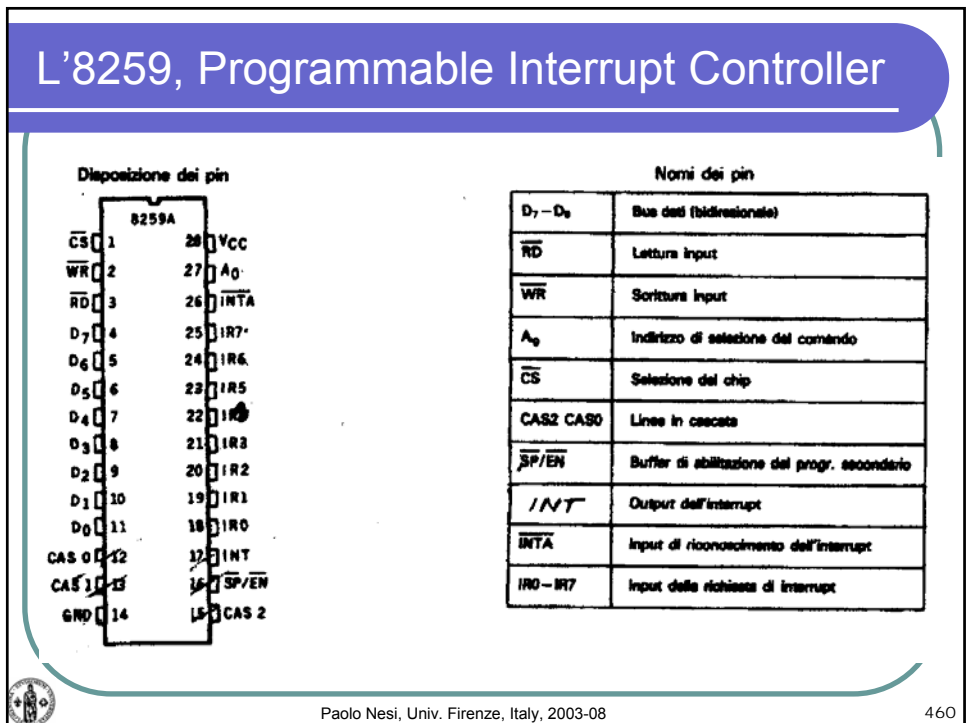 L'8259, Programmable Interrupt Controller
Disposizione dei pin
8259A
CS 1 28 VCC
WR 2 27 A0
RD 3 26 INTA
D7 4 25 IR7
D6 5 24 IR6
D5 6 23 IR5
D4 7 22 IR4
D3 8 21 IR3
D2 9 20 IR2
D1 10 19 IR1
D0 11 18 IR0
CAS 0 12 17 INT
CAS 1 13 16 SP/EN
GND 14 15 CAS 2
Nomi dei pin
D7-D0 Bus dati (bidirezionale)
RD Lettura input
WR Scrittura input
A0 Indirizzo di selezione del comando
CS Selezione del chip
CAS2 CAS0 Linee in cascata
SP/EN Buffer di abilitazione del progr. secondario
INT Output dell'interrupt
INTA Input di riconoscimento dell'interrupt
IR0-IR7 Input della richiesta di interrupt
Paolo Nesi, Univ. Firenze, Italy, 2003-08
460